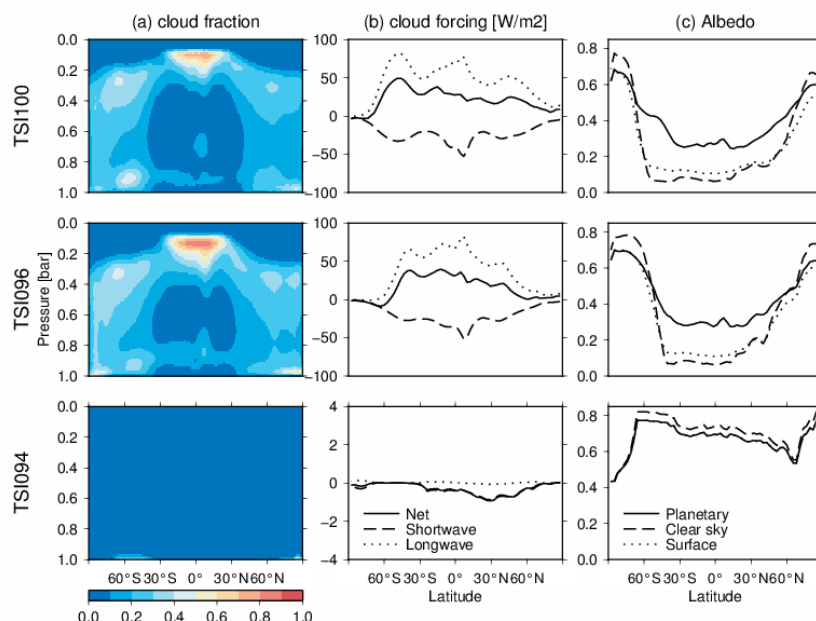 (a) cloud fraction (b) cloud forcing [W/m2] (c) Albedo
TSI100
0.0 0.2 0.4 0.6 0.8 1.0
100 50 0 −50 −100
0.8 0.6 0.4 0.2 0.0
TSI096
Pressure [bar]
0.0 0.2 0.4 0.6 0.8 1.0
100 50 0 −50 −100
0.8 0.6 0.4 0.2 0.0
TSI094
0.0 0.2 0.4 0.6 0.8 1.0
4 2 0 −2 −4
0.8 0.6 0.4 0.2 0.0
Net
Shortwave
Longwave
Planetary
Clear sky
Surface
60°S 30°S 0° 30°N 60°N
60°S 30°S 0° 30°N 60°N
60°S 30°S 0° 30°N 60°N
Latitude
Latitude
0.0 0.2 0.4 0.6 0.8 1.0